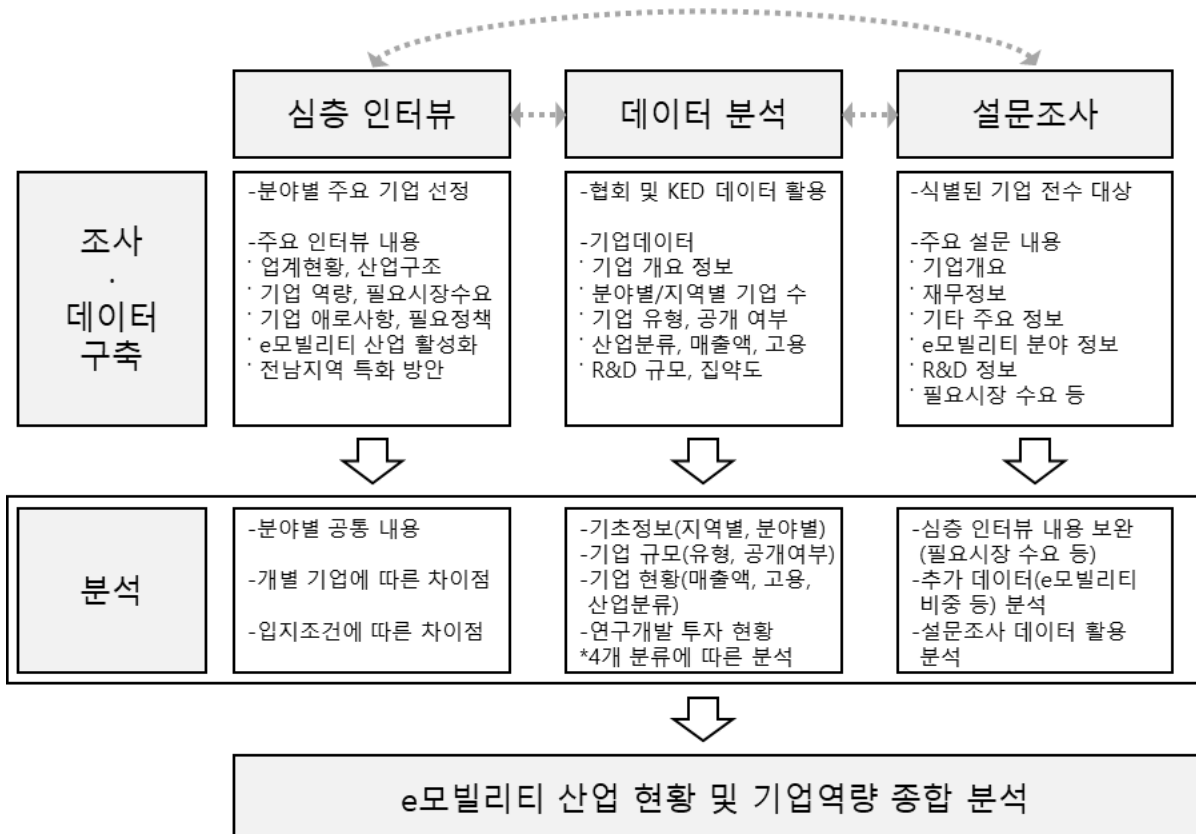 심층 인터뷰
데이터 분석
설문조사
조사
·
데이터
구축
-분야별 주요 기업 선정
-주요 인터뷰 내용
· 업계현황, 산업구조
· 기업 역량, 필요시장수요
· 기업 애로사항, 필요정책
· e모빌리티 산업 활성화
· 전남지역 특화 방안
-협회 및 KED 데이터 활용
-기업데이터
· 기업 개요 정보
· 분야별/지역별 기업 수
· 기업 유형, 공개 여부
· 산업분류, 매출액, 고용
· R&D 규모, 집약도
-식별된 기업 전수 대상
-주요 설문 내용
· 기업개요
· 재무정보
· 기타 주요 정보
· e모빌리티 분야 정보
· R&D 정보
· 필요시장 수요 등
분석
-분야별 공통 내용
-개별 기업에 따른 차이점
-입지조건에 따른 차이점
-기초정보(지역별, 분야별)
-기업 규모(유형, 공개여부)
-기업 현황(매출액, 고용,
산업분류)
-연구개발 투자 현황
*4개 분류에 따른 분석
-심층 인터뷰 내용 보완
(필요시장 수요 등)
-추가 데이터(e모빌리티
비중 등) 분석
-설문조사 데이터 활용
분석
e모빌리티 산업 현황 및 기업역량 종합 분석